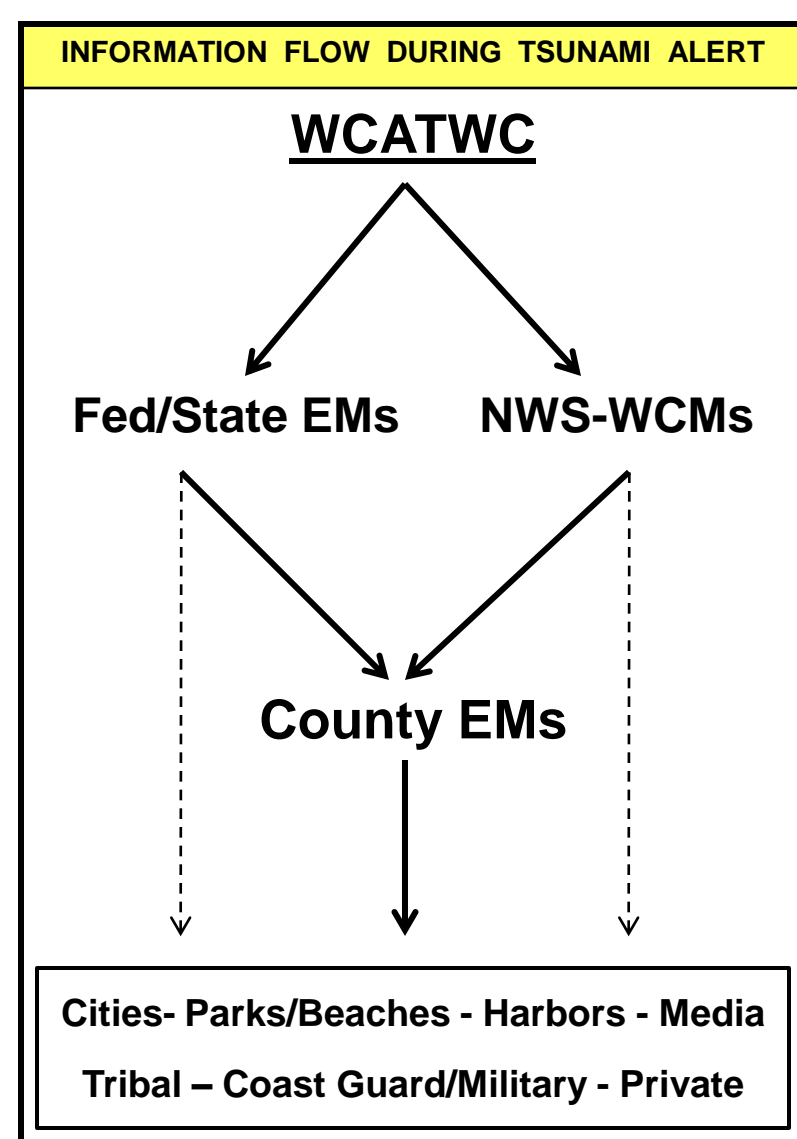 INFORMATION FLOW DURING TSUNAMI ALERT
WCATWC
Fed/State EMs NWS-WCMs
County EMs
Cities- Parks/Beaches - Harbors - Media
Tribal – Coast Guard/Military - Private